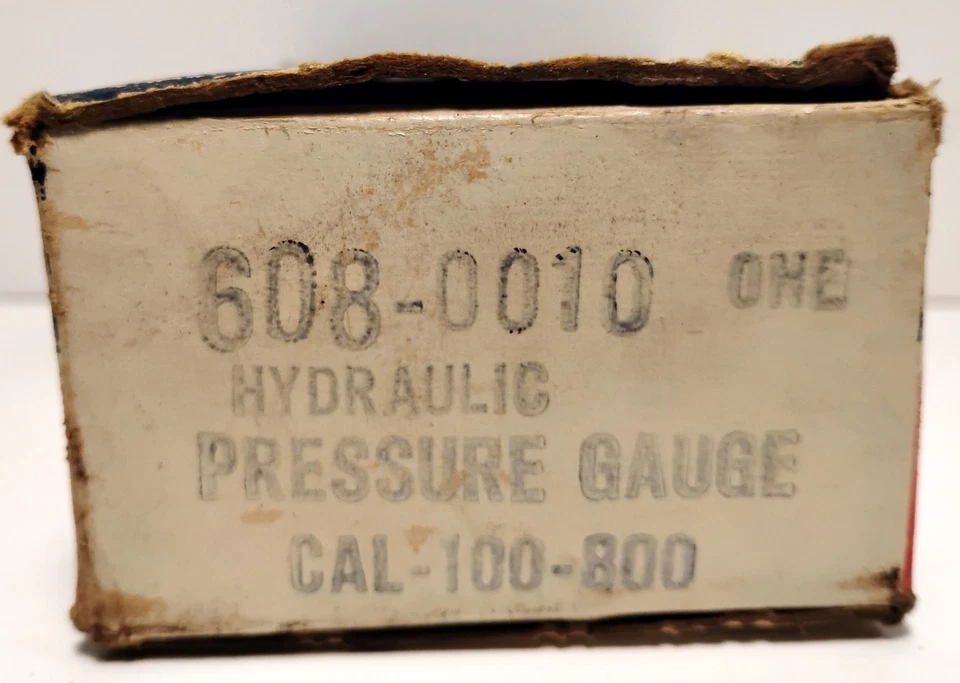 608-0010 ONE
HYDRAULIC
PRESSURE GAUGE
CAL-100-800